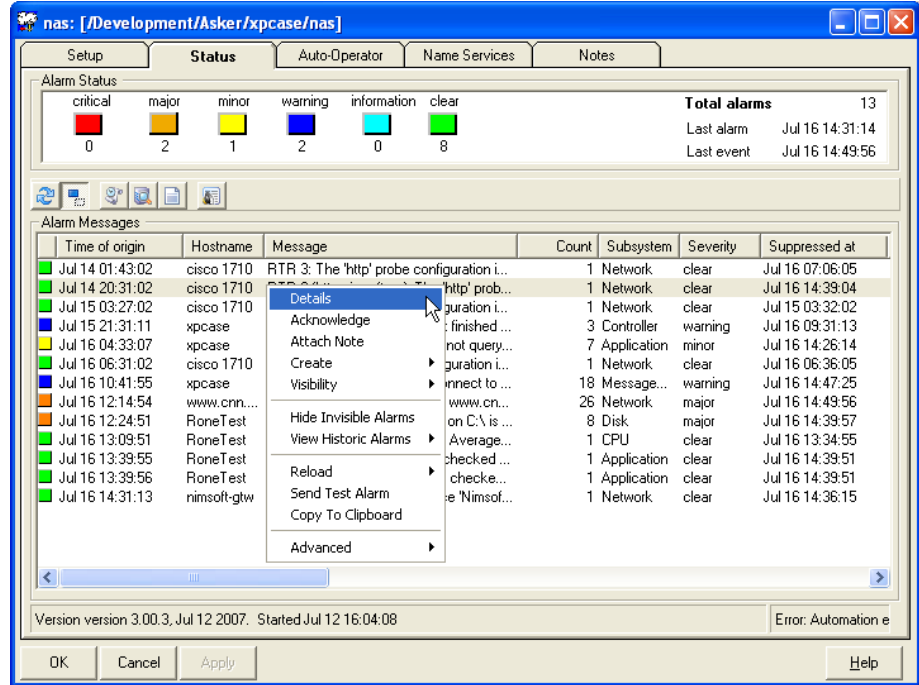 nas: [/Development/Asker/xpcase/nas]
Setup Status Auto-Operator Name Services Notes
Alarm Status
critical major minor warning information clear Total alarms 13
Last alarm Jul 16 14:31:14
0 2 1 2 0 8 Last event Jul 16 14:49:56
Alarm Messages
Time of origin Hostname Message Count Subsystem Severity Suppressed at
Jul 14 01:43:02 cisco 1710 RTR 3: The 'http' probe configuration i... 1 Network clear Jul 16 07:06:05
Jul 14 20:31:02 cisco 1710 'http' prob... 1 Network clear Jul 16 14:39:04
Jul 15 03:27:02 cisco 1710 guration i... 1 Network clear Jul 15 03:32:02
Jul 15 21:31:11 xpcase finished ... 3 Controller warning Jul 16 09:31:13
Jul 16 04:33:07 xpcase not query... 7 Application minor Jul 16 14:26:14
Jul 16 06:31:02 cisco 1710 guration i... 1 Network clear Jul 16 06:36:05
Jul 16 10:41:55 xpcase nnect to ... 18 Message... warning Jul 16 14:47:25
Jul 16 12:14:54 www.cnn.... www.cn... 26 Network major Jul 16 14:49:56
Jul 16 12:24:51 RoneTest on C:\ is ... 8 Disk major Jul 16 14:39:57
Jul 16 13:09:51 RoneTest Average... 1 CPU clear Jul 16 13:34:55
Jul 16 13:39:55 RoneTest checked ... 1 Application clear Jul 16 14:39:51
Jul 16 13:39:56 RoneTest checke... 1 Application clear Jul 16 14:39:51
Jul 16 14:31:13 nimsoft-gtw e 'Nimsof... 1 Network clear Jul 16 14:36:15
Details
Acknowledge
Attach Note
Create
Visibility
Hide Invisible Alarms
View Historic Alarms
Reload
Send Test Alarm
Copy To Clipboard
Advanced
Version version 3.00.3, Jul 12 2007. Started Jul 12 16:04:08 Error: Automation e
OK Cancel Apply Help